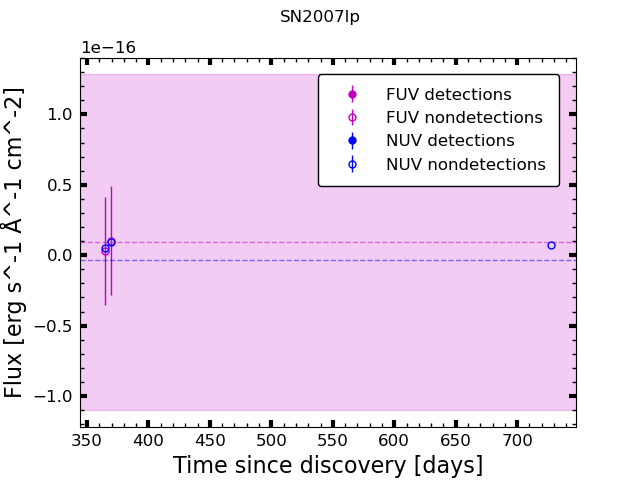 SN2007lp
1e−16
FUV detections
FUV nondetections
NUV detections
NUV nondetections
1.0
0.5
0.0
−0.5
−1.0
Flux [erg s^-1 Å^-1 cm^-2]
350 400 450 500 550 600 650 700
Time since discovery [days]